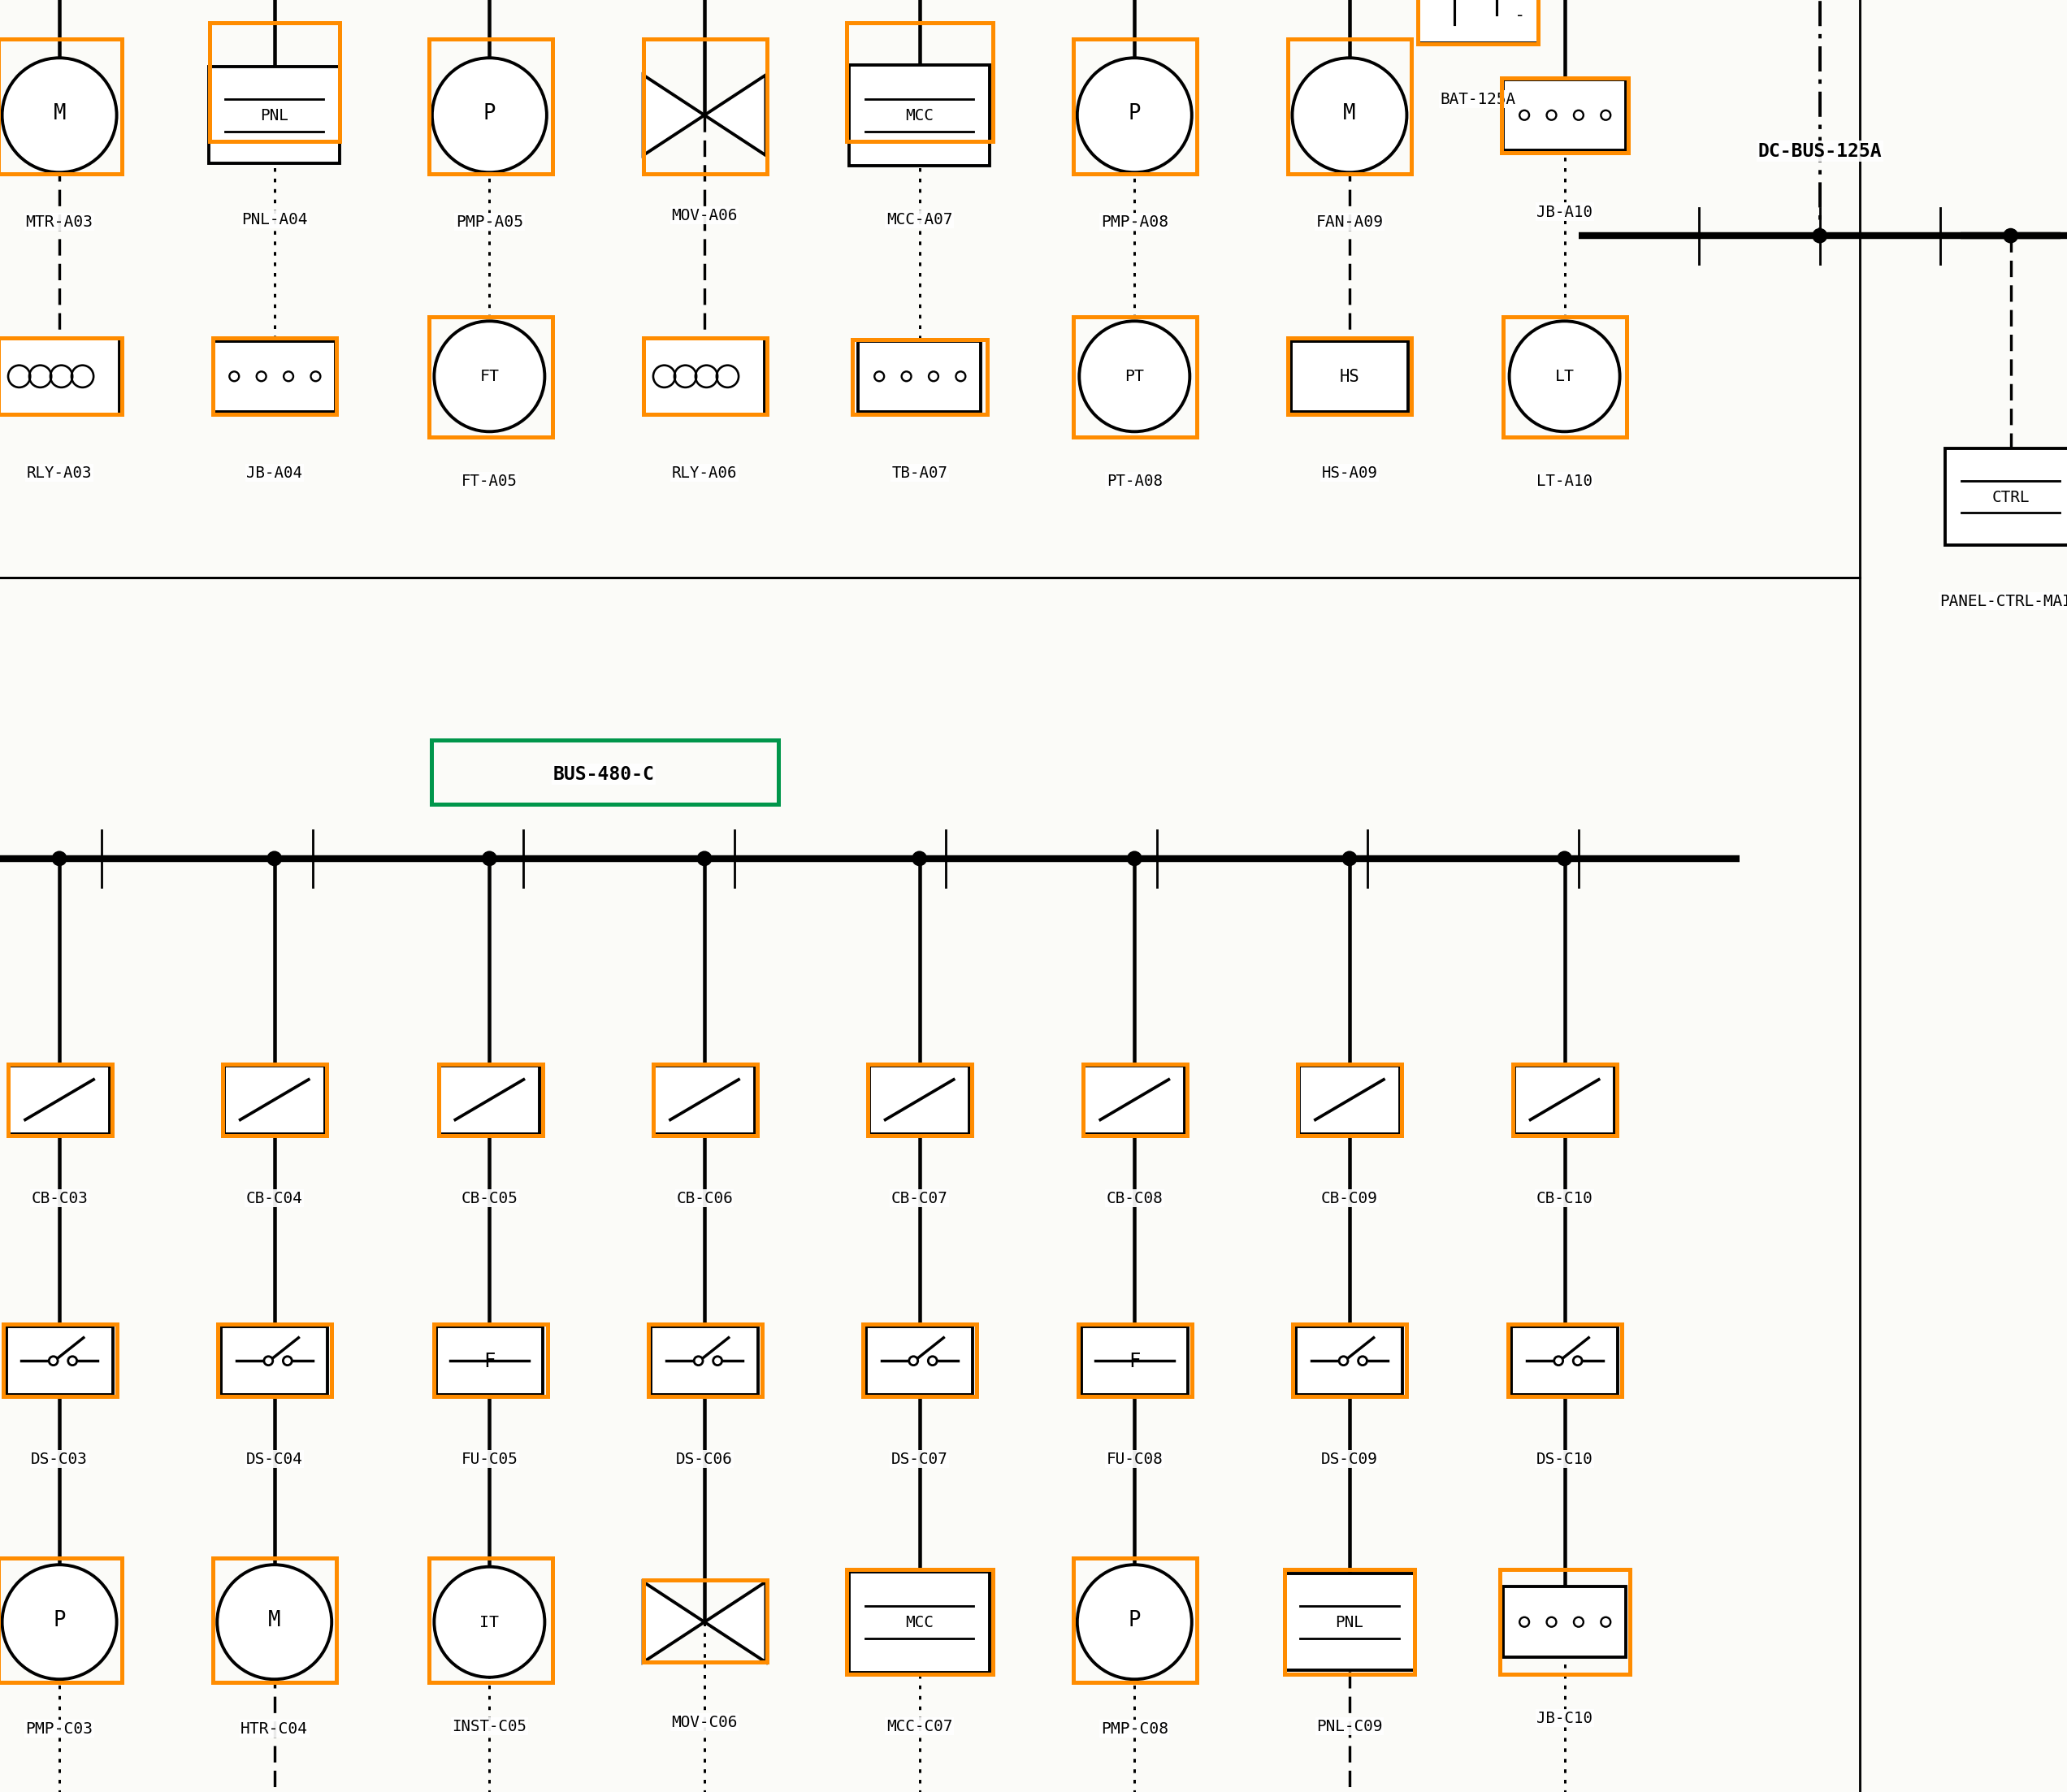 -
M
PNL
P
MCC
P
M
BAT-125A
DC-BUS-125A
MTR-A03
PNL-A04
PMP-A05
MOV-A06
MCC-A07
PMP-A08
FAN-A09
JB-A10
FT
PT
HS
LT
RLY-A03
JB-A04
FT-A05
RLY-A06
TB-A07
PT-A08
HS-A09
LT-A10
CTRL
PANEL-CTRL-MAI
BUS-480-C
CB-C03
CB-C04
CB-C05
CB-C06
CB-C07
CB-C08
CB-C09
CB-C10
F
F
DS-C03
DS-C04
FU-C05
DS-C06
DS-C07
FU-C08
DS-C09
DS-C10
P
M
IT
MCC
P
PNL
PMP-C03
HTR-C04
INST-C05
MOV-C06
MCC-C07
PMP-C08
PNL-C09
JB-C10